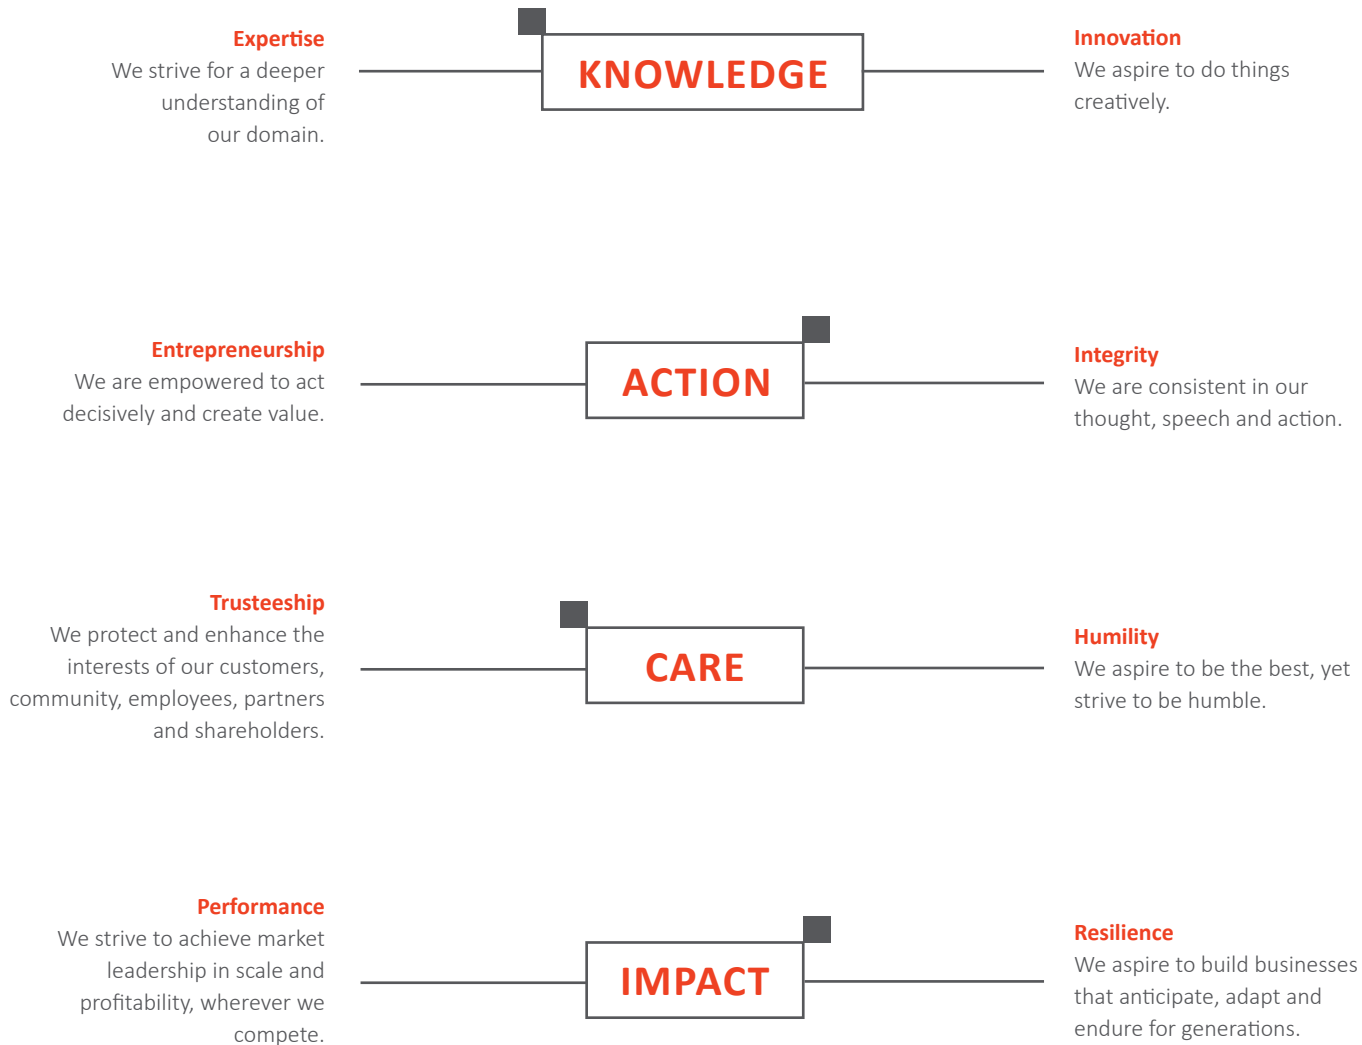 Expertise
We strive for a deeper
understanding of
our domain.
KNOWLEDGE
Innovation
We aspire to do things
creatively.
Entrepreneurship
We are empowered to act
decisively and create value.
ACTION
Integrity
We are consistent in our
thought, speech and action.
Trusteeship
We protect and enhance the
interests of our customers,
community, employees, partners
and shareholders.
CARE
Humility
We aspire to be the best, yet
strive to be humble.
Performance
We strive to achieve market
leadership in scale and
profitability, wherever we
compete.
IMPACT
Resilience
We aspire to build businesses
that anticipate, adapt and
endure for generations.